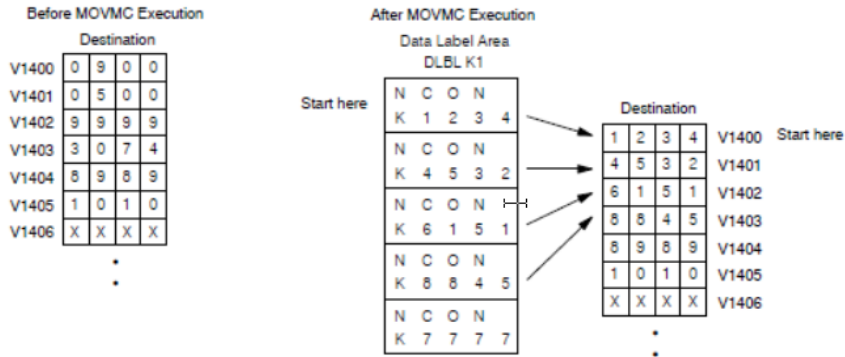 Before MOVMC Execution
Destination
V1400 0 9 0 0
V1401 0 5 0 0
V1402 9 9 9 9
V1403 3 0 7 4
V1404 8 9 8 9
V1405 1 0 1 0
V1406 X X X X
After MOVMC Execution
Data Label Area
DLBL K1
Start here
N C O N
K 1 2 3 4
N C O N
K 4 5 3 2
N C O N
K 6 1 5 1
N C O N
K 8 8 4 5
N C O N
K 7 7 7 7
Destination
1 2 3 4 V1400 Start here
4 5 3 2 V1401
6 1 5 1 V1402
8 8 4 5 V1403
8 9 8 9 V1404
1 0 1 0 V1405
X X X X V1406